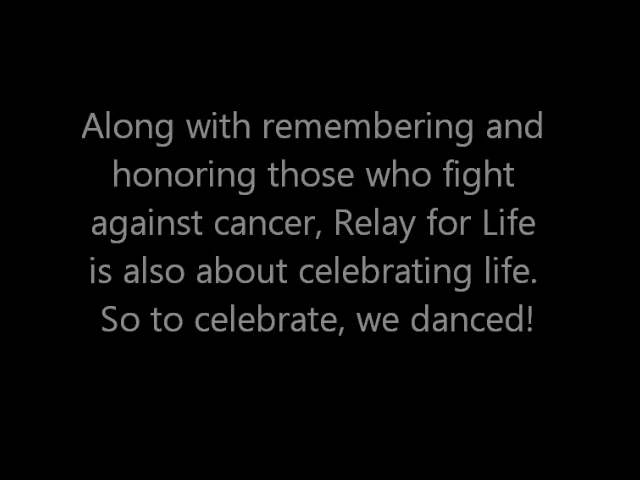 Along with remembering and
honoring those who fight
against cancer, Relay for Life
is also about celebrating life.
So to celebrate, we danced!